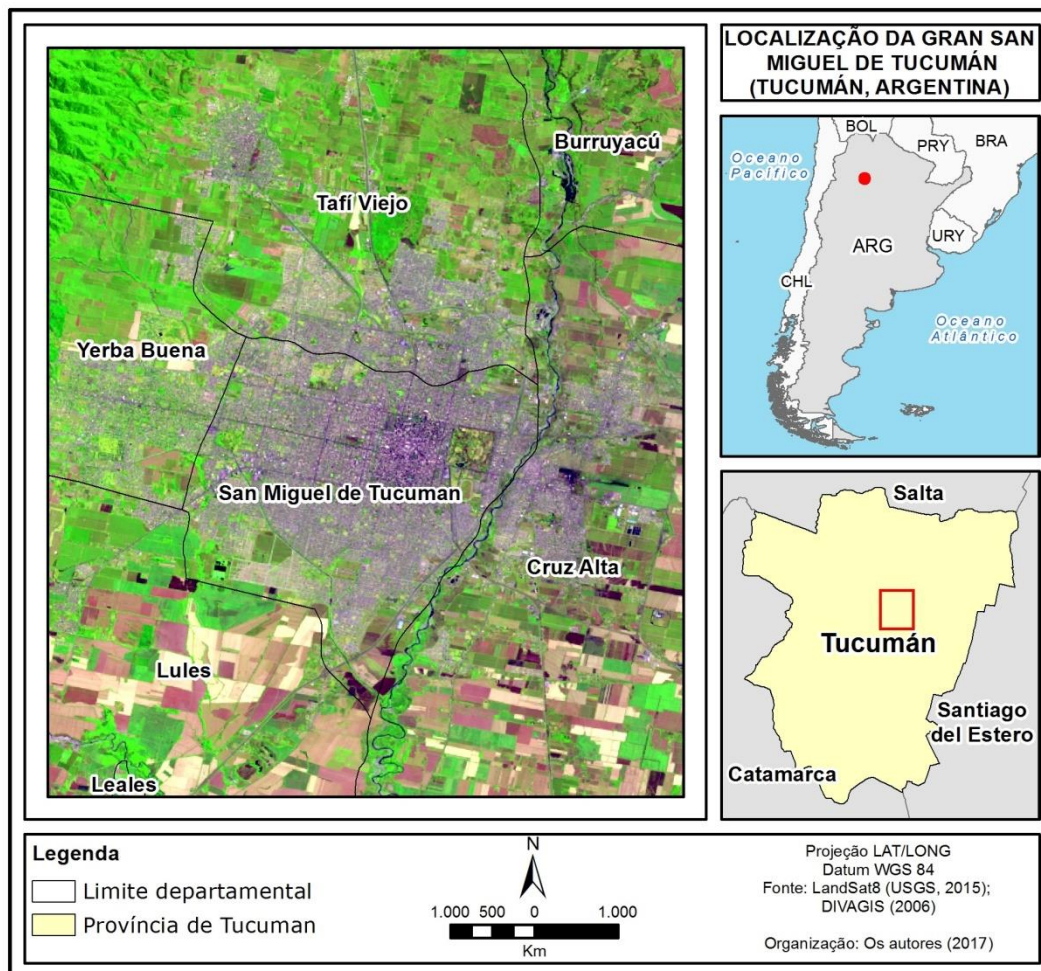 LOCALIZAÇÃO DA GRAN SAN
MIGUEL DE TUCUMÁN
(TUCUMÁN, ARGENTINA)
Burruyacú
Tafí Viejo
Yerba Buena
San Miguel de Tucuman
Cruz Alta
Lules
Leales
BOL
PRY
BRA
Oceano
Pacífico
ARG
URY
CHL
Oceano
Atlântico
Salta
Tucumán
Santiago
del Estero
Catamarca
Legenda
Limite departamental
Província de Tucuman
N
1.000 500 0 1.000
Km
Projeção LAT/LONG
Datum WGS 84
Fonte: LandSat8 (USGS, 2015);
DIVAGIS (2006)
Organização: Os autores (2017)